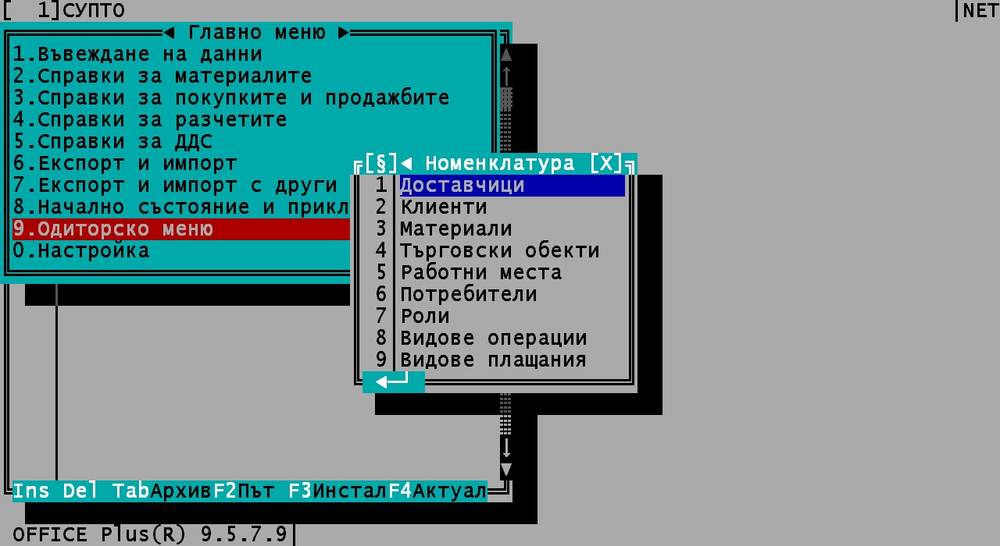 [  1]СУПТО
NET
◄ Главно меню ►
1.Въвеждане на данни
2.Справки за материалите
3.Справки за покупките и продажбите
4.Справки за разчетите
5.Справки за ДДС
6.Експорт и импорт
7.Експорт и импорт с други
8.Начално състояние и прикл
9.Одиторско меню
0.Настройка
[§]◄ Номенклатура [X]
1 Доставчици
2 Клиенти
3 Материали
4 Търговски обекти
5 Работни места
6 Потребители
7 Роли
8 Видове операции
9 Видове плащания
Ins Del TabАрхивF2Път F3ИнсталF4Актуал
OFFICE Plus(R) 9.5.7.9